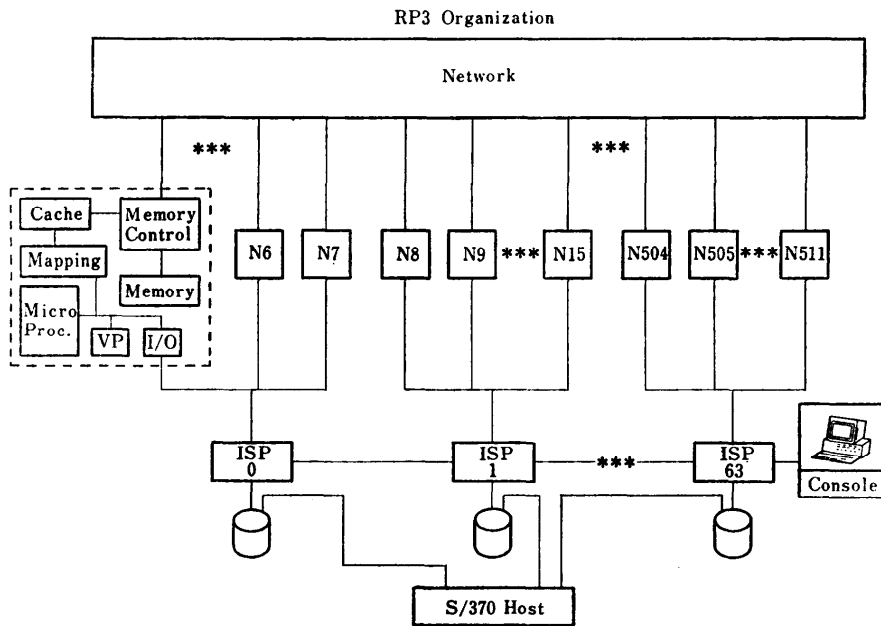 RP3 Organization
Network
***
***
Cache
Memory
Control
Mapping
Memory
Micro
Proc.
VP
I/O
N6
N7
N8
N9
***
N15
N504
N505
***
N511
ISP
0
ISP
1
***
ISP
63
Console
S/370 Host